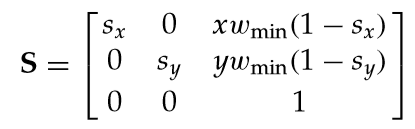 S = [ s_x 0 xw_min(1 − s_x)
0 s_y yw_min(1 − s_y)
0 0 1 ]